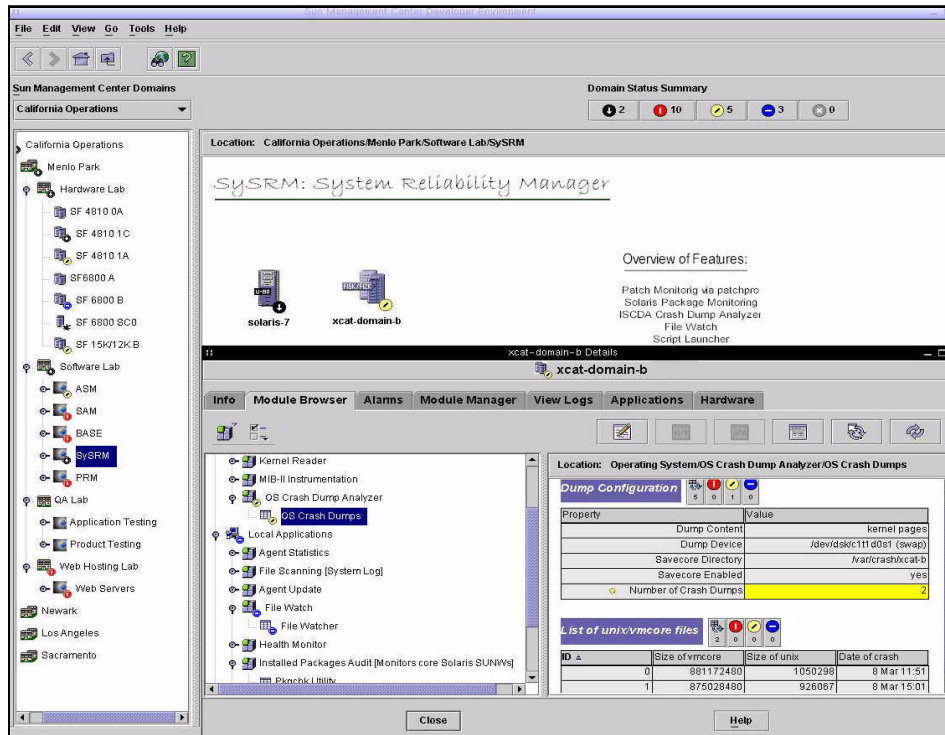 Sun Management Center Developer Environment
File Edit View Go Tools Help
Sun Management Center Domains
California Operations
Domain Status Summary
2 10 5 3 0
California Operations
Menlo Park
Hardware Lab
SF 4810 0A
SF 4810 1C
SF 4810 1A
SF6800 A
SF 6800 B
SF 6800 SC0
SF 15K/12K B
Software Lab
ASM
SAM
BASE
SySRM
PRM
QA Lab
Application Testing
Product Testing
Web Hosting Lab
Web Servers
Newark
Los Angeles
Sacramento
Location: California Operations/Menlo Park/Software Lab/SySRM
SySRM: System Reliability Manager
solaris-7
xcat-domain-b
Overview of Features:
Patch Monitorig via patchpro
Solaris Package Monitoring
ISCDA Crash Dump Analyzer
File Watch
Script Launcher
xcat-domain-b Details
xcat-domain-b
Info Module Browser Alarms Module Manager View Logs Applications Hardware
Kernel Reader
MIB-II Instrumentation
OS Crash Dump Analyzer
OS Crash Dumps
Local Applications
Agent Statistics
File Scanning [System Log]
Agent Update
File Watch
File Watcher
Health Monitor
Installed Packages Audit [Monitors core Solaris SUNWs]
Pkgchk Utility
Location: Operating System/OS Crash Dump Analyzer/OS Crash Dumps
Dump Configuration
5 0 1 0
Property Value
Dump Content kernel pages
Dump Device /dev/dsk/c1t1d0s1 (swap)
Savecore Directory /var/crash/xcat-b
Savecore Enabled yes
Number of Crash Dumps 2
List of unix/vmcore files
2 0 0 0
ID Size of vmcore Size of unix Date of crash
0 881172480 1050298 8 Mar 11:51
1 875028480 926067 8 Mar 15:01
Close Help